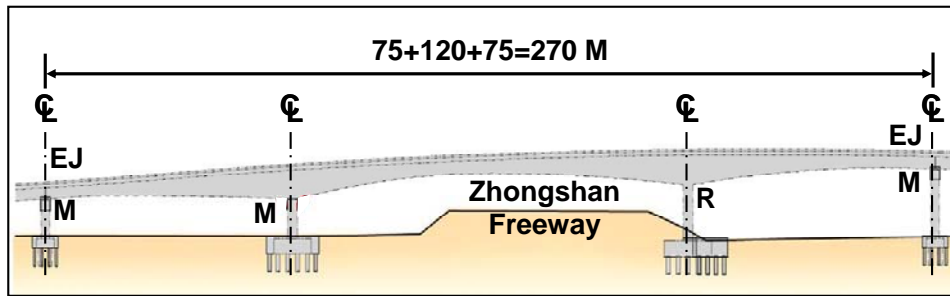 75+120+75=270 M
℄ ℄ ℄ ℄
EJ EJ
M M R M
Zhongshan
Freeway